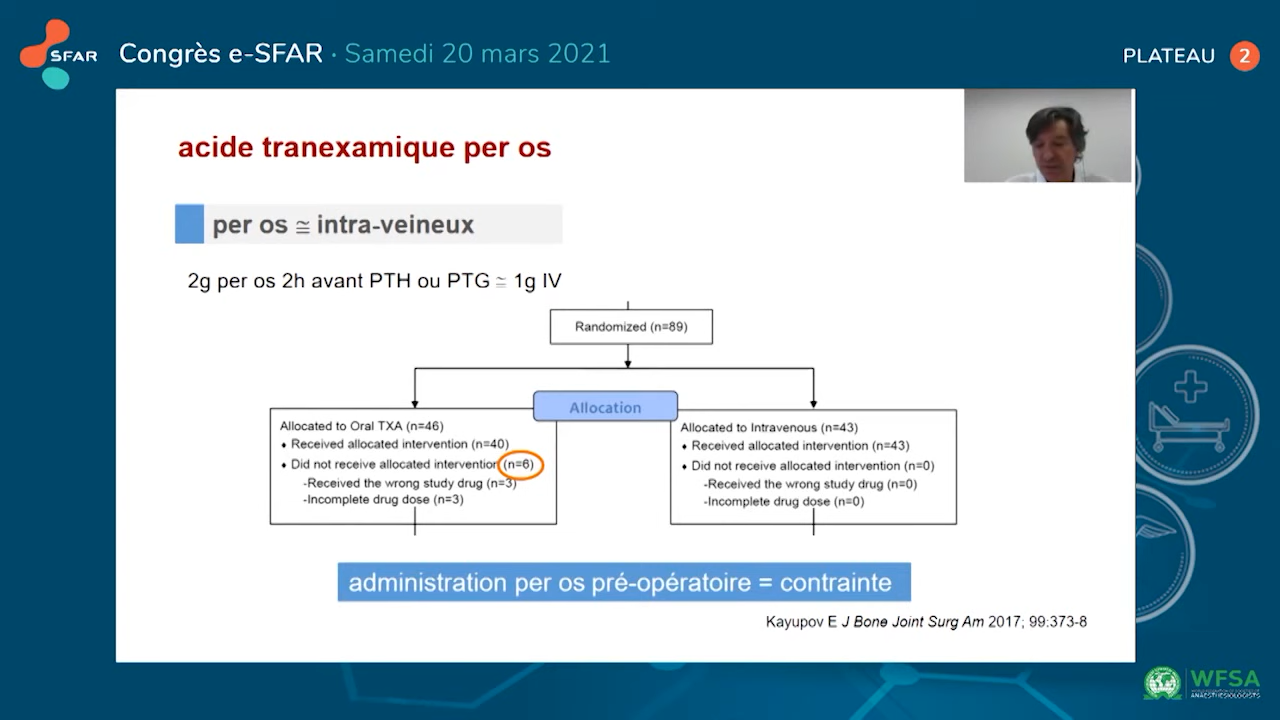 SFAR
Congrès e-SFAR · Samedi 20 mars 2021
PLATEAU 2
acide tranexamique per os
per os ≅ intra-veineux
2g per os 2h avant PTH ou PTG ≅ 1g IV
Randomized (n=89)
Allocation
Allocated to Oral TXA (n=46)
♦ Received allocated intervention (n=40)
♦ Did not receive allocated intervention (n=6)
-Received the wrong study drug (n=3)
-Incomplete drug dose (n=3)
Allocated to Intravenous (n=43)
♦ Received allocated intervention (n=43)
♦ Did not receive allocated intervention (n=0)
-Received the wrong study drug (n=0)
-Incomplete drug dose (n=0)
administration per os pré-opératoire = contrainte
Kayupov E J Bone Joint Surg Am 2017; 99:373-8
WFSA
ANAESTHESIOLOGISTS